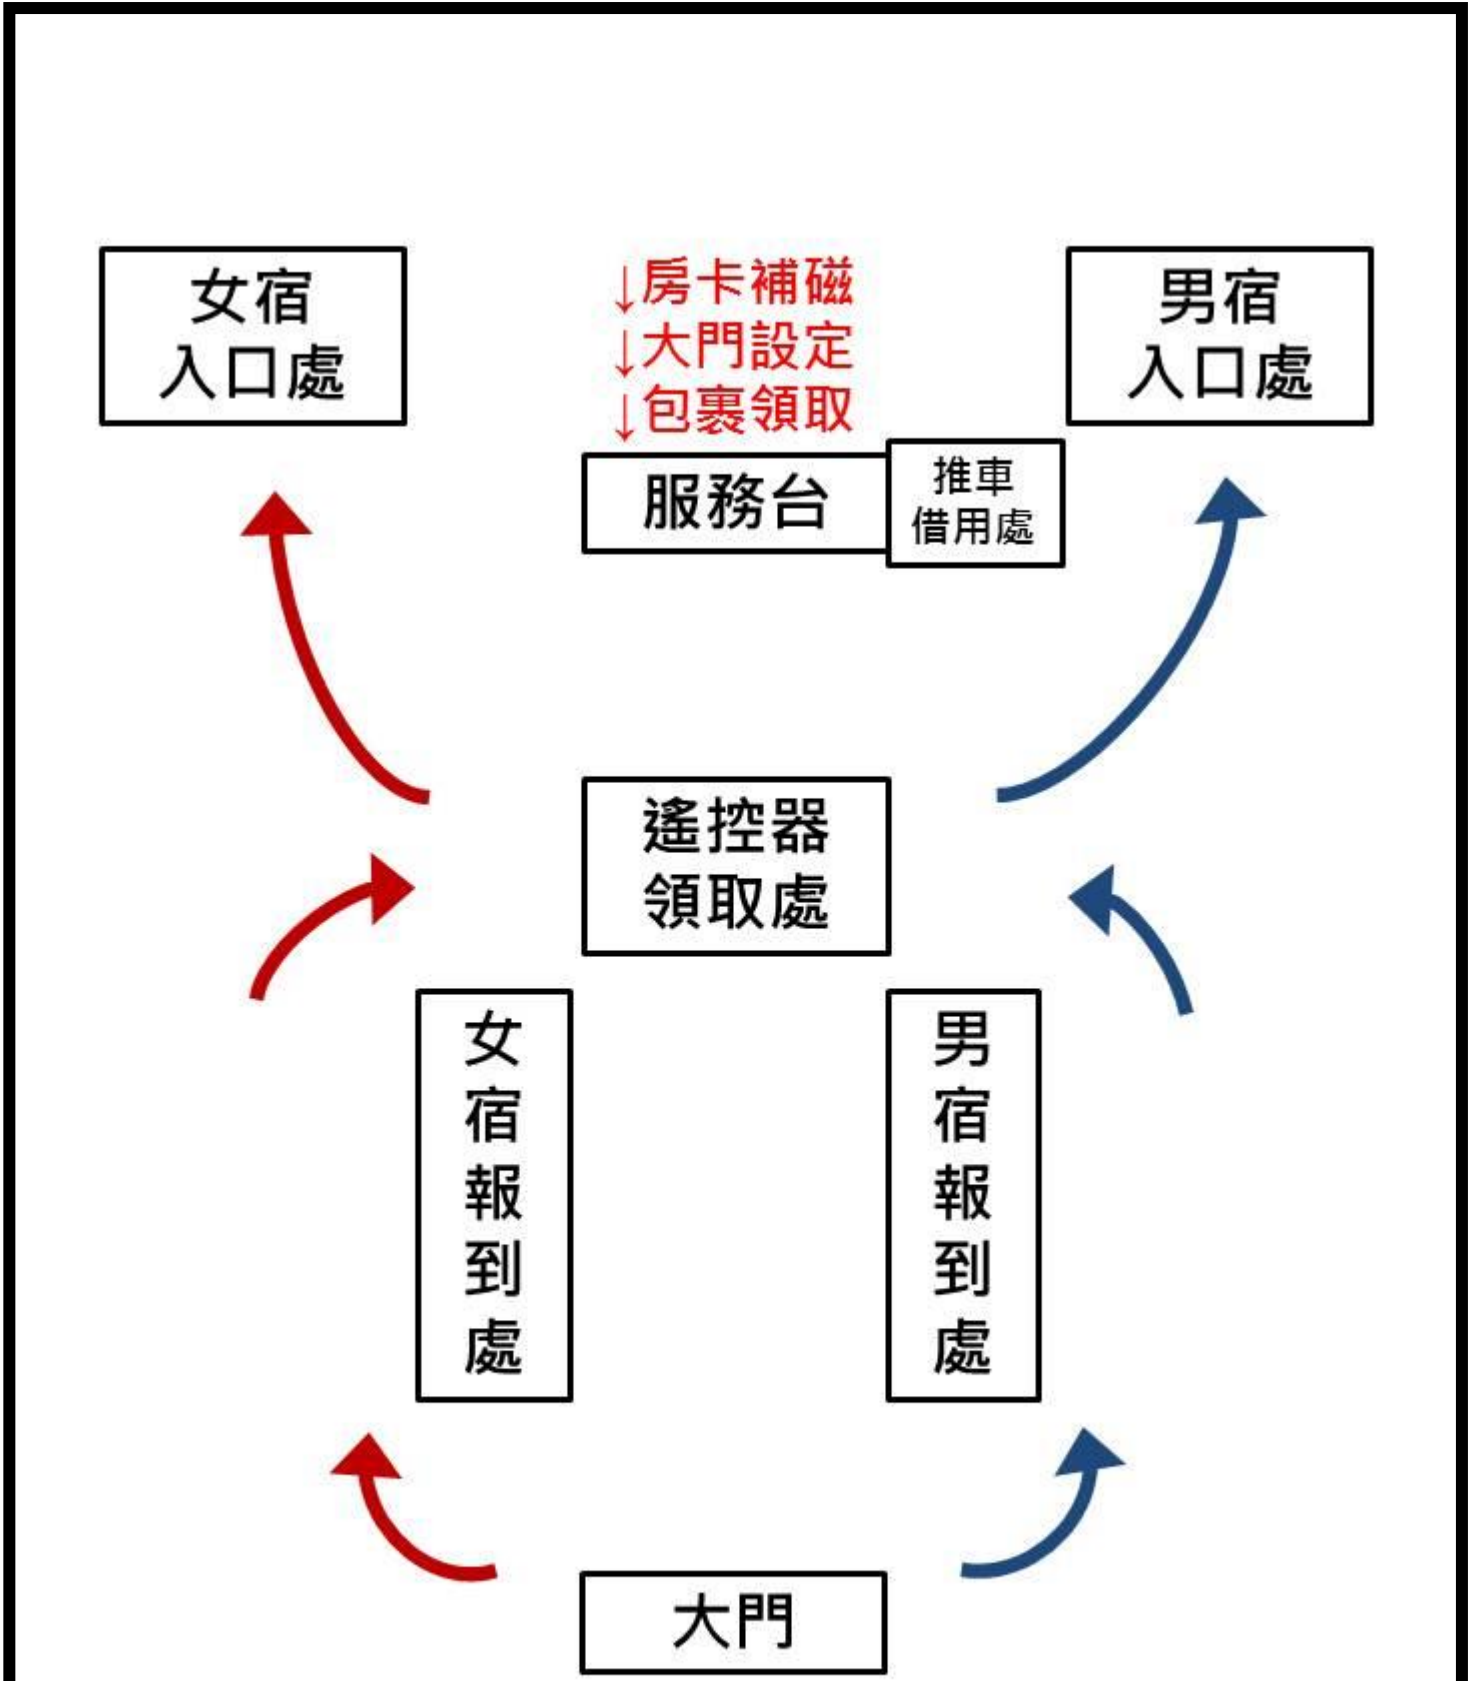 女宿
入口處
↓房卡補磁
↓大門設定
↓包裹領取
男宿
入口處
服務台
推車
借用處
遙控器
領取處
女宿報到處
男宿報到處
大門